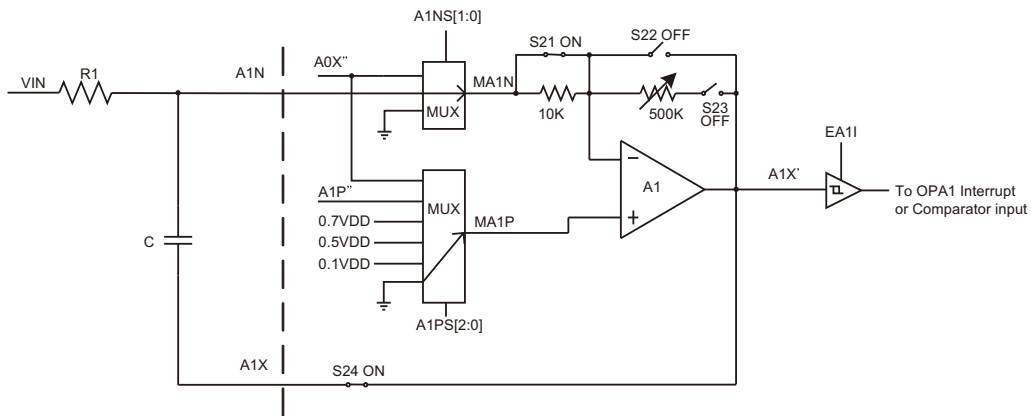 A1NS[1:0]
S21 ON
S22 OFF
VIN
R1
A1N
A0X"
MA1N
MUX
10K
500K
S23
OFF
EA1I
A1P"
MUX
A1
A1X'
To OPA1 Interrupt
or Comparator input
0.7VDD
MA1P
C
0.5VDD
0.1VDD
A1PS[2:0]
A1X
S24 ON